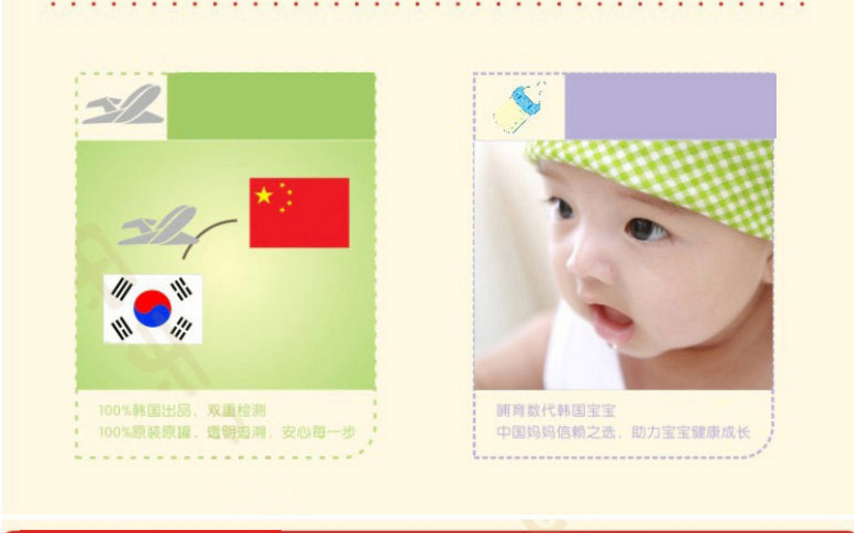 100%韩国出品，双重检测
100%原装原罐，透明追溯，安心每一步
哺育数代韩国宝宝
中国妈妈信赖之选，助力宝宝健康成长